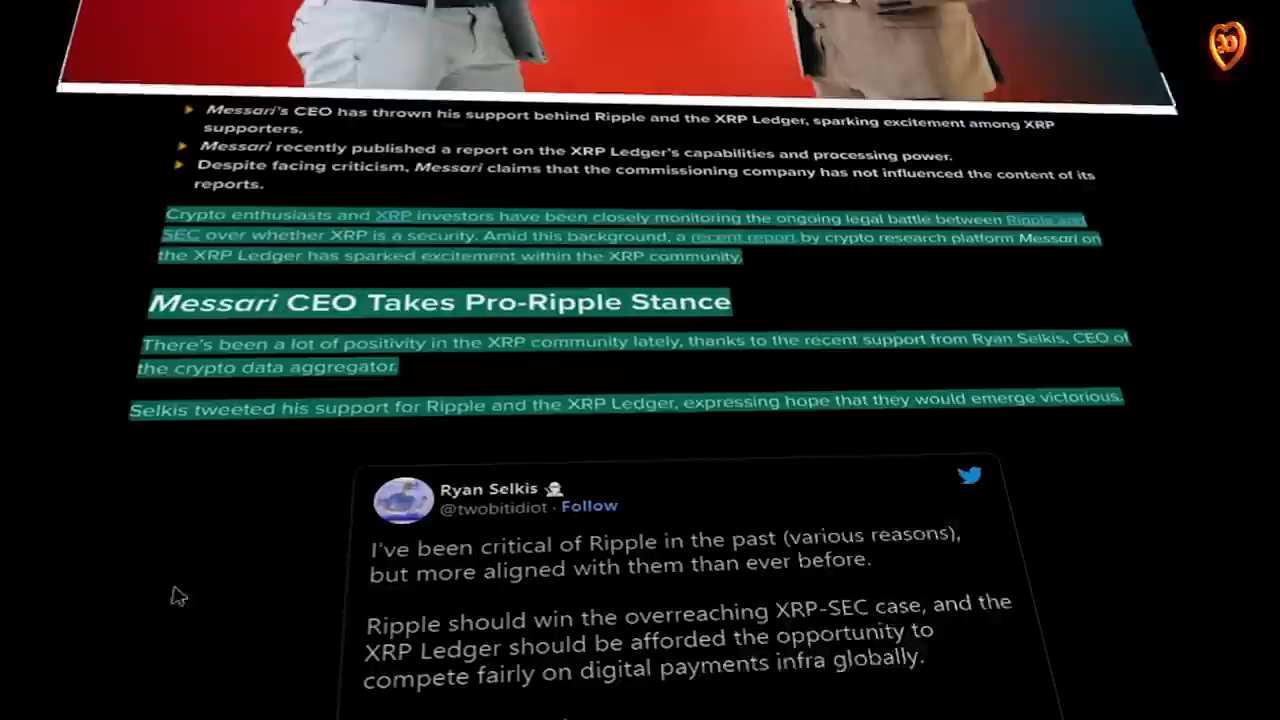 Messari's CEO has thrown his support behind Ripple and the XRP Ledger, sparking excitement among XRP
supporters.
Messari recently published a report on the XRP Ledger's capabilities and processing power.
Despite facing criticism, Messari claims that the commissioning company has not influenced the content of its
reports.
Crypto enthusiasts and XRP investors have been closely monitoring the ongoing legal battle between Ripple and
SEC over whether XRP is a security. Amid this background, a recent report by crypto research platform Messari on
the XRP Ledger has sparked excitement within the XRP community.
Messari CEO Takes Pro-Ripple Stance
There's been a lot of positivity in the XRP community lately, thanks to the recent support from Ryan Selkis, CEO of
the crypto data aggregator.
Selkis tweeted his support for Ripple and the XRP Ledger, expressing hope that they would emerge victorious.
Ryan Selkis
@twobitidiot · Follow
I've been critical of Ripple in the past (various reasons),
but more aligned with them than ever before.
Ripple should win the overreaching XRP-SEC case, and the
XRP Ledger should be afforded the opportunity to
compete fairly on digital payments infra globally.